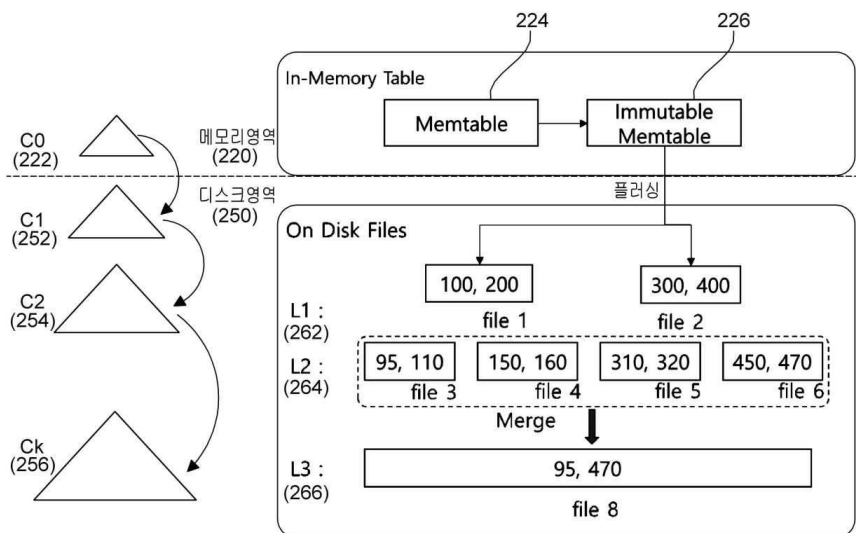 224
226
In-Memory Table
Memtable
Immutable
Memtable
C0
(222)
메모리영역
(220)
디스크영역
(250)
플러싱
C1
(252)
On Disk Files
100, 200
300, 400
C2
(254)
L1 :
(262)
file 1
file 2
L2 :
(264)
95, 110
150, 160
310, 320
450, 470
file 3
file 4
file 5
file 6
Merge
Ck
(256)
L3 :
(266)
95, 470
file 8